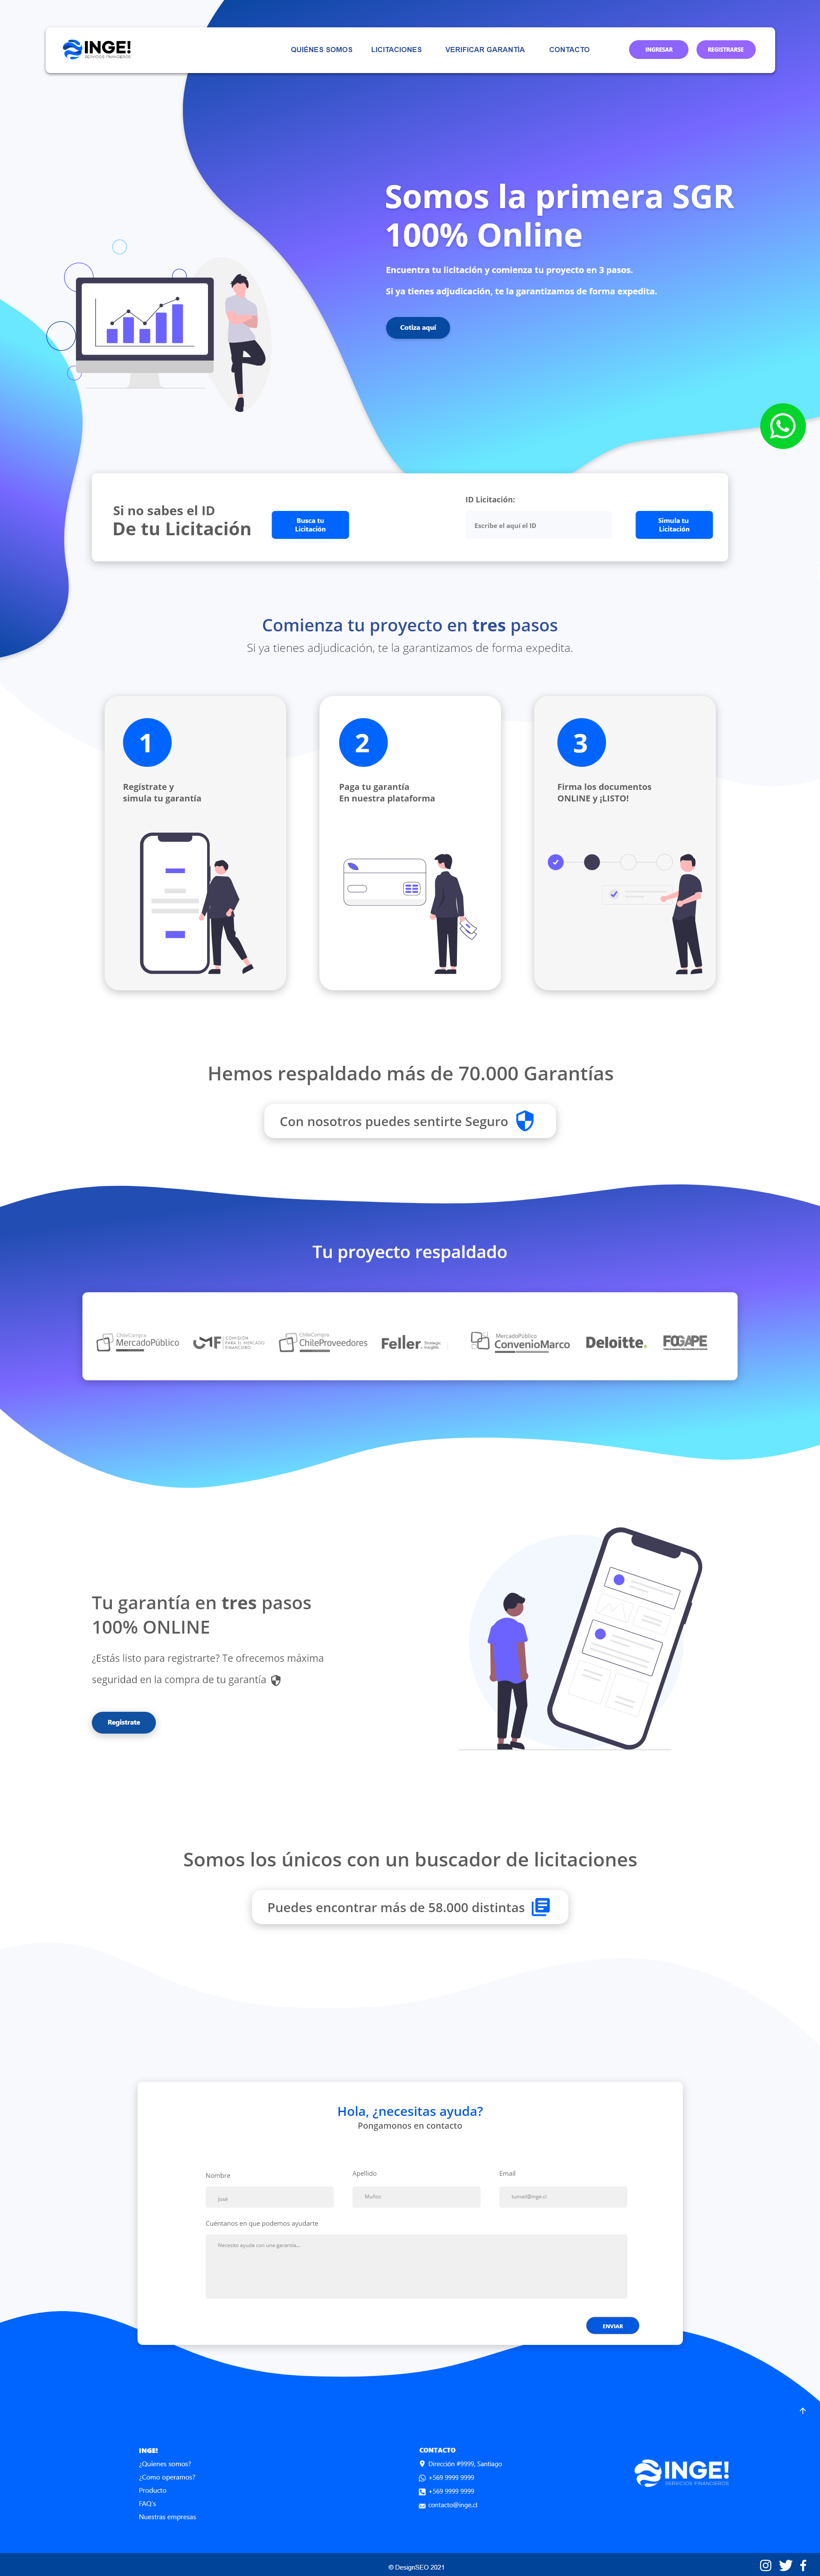 INGE!
SERVICIOS FINANCIEROS
QUIÉNES SOMOS
LICITACIONES
VERIFICAR GARANTÍA
CONTACTO
INGRESAR
REGISTRARSE
Somos la primera SGR
100% Online
Encuentra tu licitación y comienza tu proyecto en 3 pasos.
Si ya tienes adjudicación, te la garantizamos de forma expedita.
Cotiza aquí
Si no sabes el ID
De tu Licitación
Busca tu
Licitación
ID Licitación:
Escribe el aquí el ID
Simula tu
Licitación
Comienza tu proyecto en tres pasos
Si ya tienes adjudicación, te la garantizamos de forma expedita.
1
Regístrate y
simula tu garantía
2
Paga tu garantía
En nuestra plataforma
3
Firma los documentos
ONLINE y ¡LISTO!
Hemos respaldado más de 70.000 Garantías
Con nosotros puedes sentirte Seguro
Tu proyecto respaldado
ChileCompra
MercadoPúblico
CMF
COMISIÓN
PARA EL MERCADO
FINANCIERO
ChileCompra
ChileProveedores
Feller.
Strategic
Insights
MercadoPúblico
ConvenioMarco
Deloitte.
FOGAPE
Tu garantía en tres pasos
100% ONLINE
¿Estás listo para registrarte? Te ofrecemos máxima
seguridad en la compra de tu garantía
Regístrate
Somos los únicos con un buscador de licitaciones
Puedes encontrar más de 58.000 distintas
Hola, ¿necesitas ayuda?
Pongamonos en contacto
Nombre
Apellido
Email
José
Muñoz
tumail@inge.cl
Cuéntanos en que podemos ayudarte
Necesito ayuda con una garantía...
ENVIAR
INGE!
¿Quienes somos?
¿Como operamos?
Producto
FAQ's
Nuestras empresas
CONTACTO
Dirección #9999, Santiago
+569 9999 9999
+569 9999 9999
contacto@inge.cl
INGE!
SERVICIOS FINANCIEROS
© DesignSEO 2021